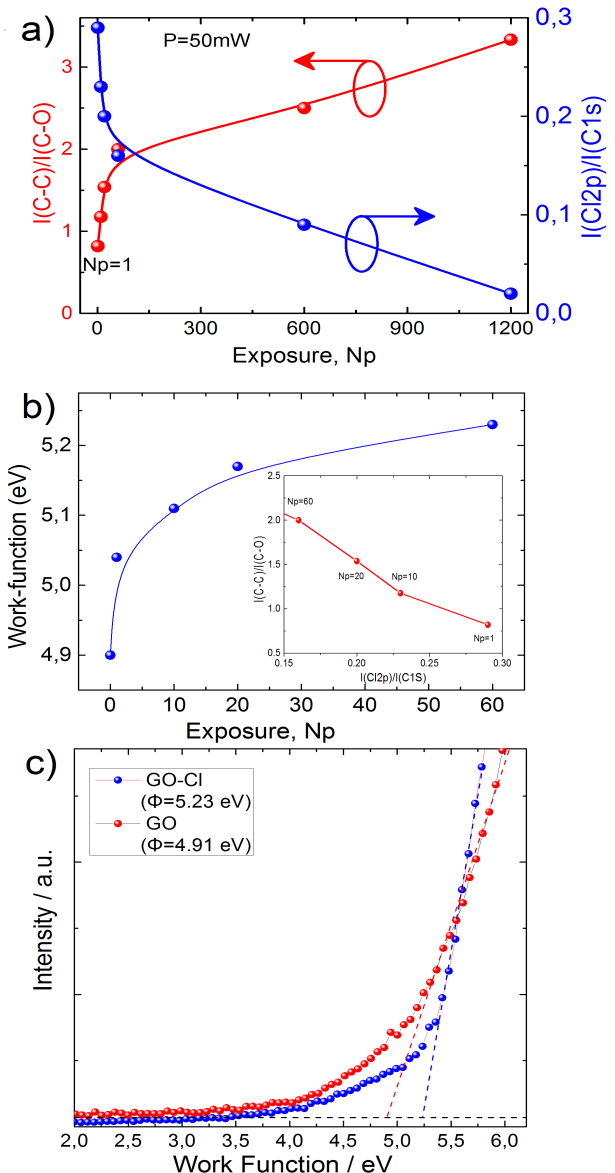 a)
P=50mW
I(C-C)/I(C-O)
3
2
1
0
Np=1
0,3
0,2
0,1
0,0
I(Cl2p)/I(C1s)
0
300
600
900
1200
Exposure, Np
b)
Work-function (eV)
5,2
5,1
5,0
4,9
0
10
20
30
40
50
60
Exposure, Np
I(C-C)/I(C-O)
2.5
2.0
1.5
1.0
0.5
Np=60
Np=20
Np=10
Np=1
0.15
0.20
0.25
0.30
I(Cl2p)/I(C1S)
c)
GO-Cl
(Φ=5.23 eV)
GO
(Φ=4.91 eV)
Intensity / a.u.
2,0
2,5
3,0
3,5
4,0
4,5
5,0
5,5
6,0
Work Function / eV